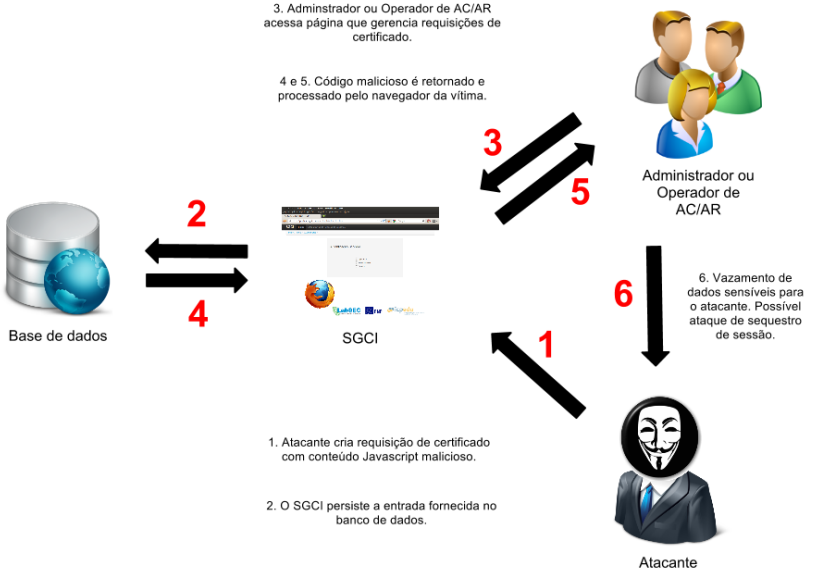 3. Adminstrador ou Operador de AC/AR
acessa página que gerencia requisições de
certificado.
4 e 5. Código malicioso é retornado e
processado pelo navegador da vítima.
3
5
Administrador ou
Operador de
AC/AR
2
4
Base de dados
LabSEC
SGCI
6
6. Vazamento de
dados sensíveis para
o atacante. Possível
ataque de sequestro
de sessão.
1
1. Atacante cria requisição de certificado
com conteúdo Javascript malicioso.
2. O SGCI persiste a entrada fornecida no
banco de dados.
Atacante